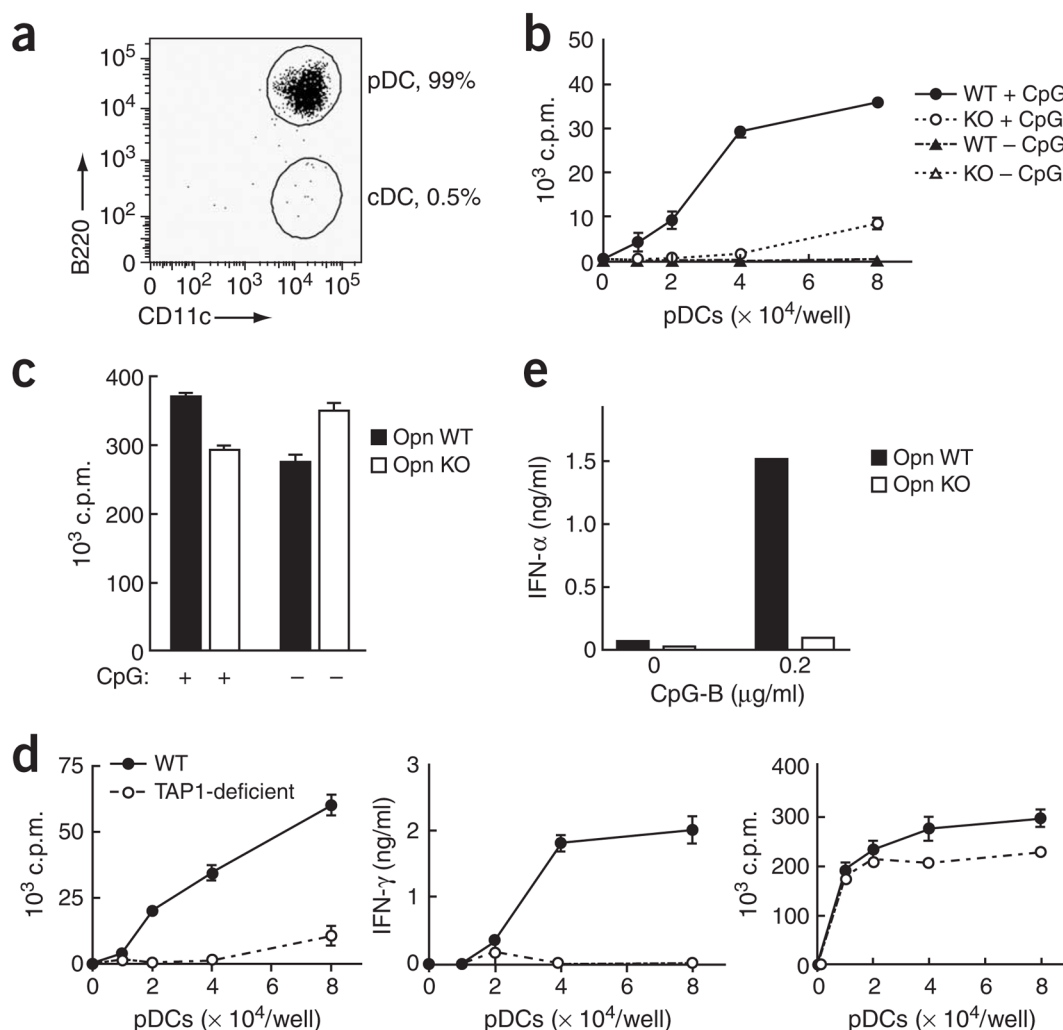 a
10^5
10^4
10^3
10^2
0
B220
0 10^2 10^3 10^4 10^5
CD11c
pDC, 99%
cDC, 0.5%
b
50
40
30
20
10
0
10^3 c.p.m.
0 2 4 6 8
pDCs (× 10^4/well)
WT + CpG
KO + CpG
WT – CpG
KO – CpG
c
400
300
200
100
0
10^3 c.p.m.
CpG: + + – –
Opn WT
Opn KO
e
1.5
1.0
0.5
0
IFN-α (ng/ml)
0 0.2
CpG-B (μg/ml)
Opn WT
Opn KO
d
75
50
25
0
10^3 c.p.m.
WT
TAP1-deficient
0 2 4 6 8
pDCs (× 10^4/well)
3
2
1
0
IFN-γ (ng/ml)
0 2 4 6 8
pDCs (× 10^4/well)
400
300
200
100
0
10^3 c.p.m.
0 2 4 6 8
pDCs (× 10^4/well)